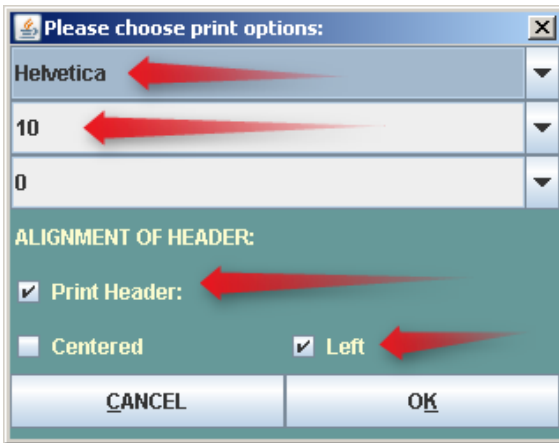 Please choose print options:
Helvetica
10
0
ALIGNMENT OF HEADER:
Print Header:
Centered Left
CANCEL OK